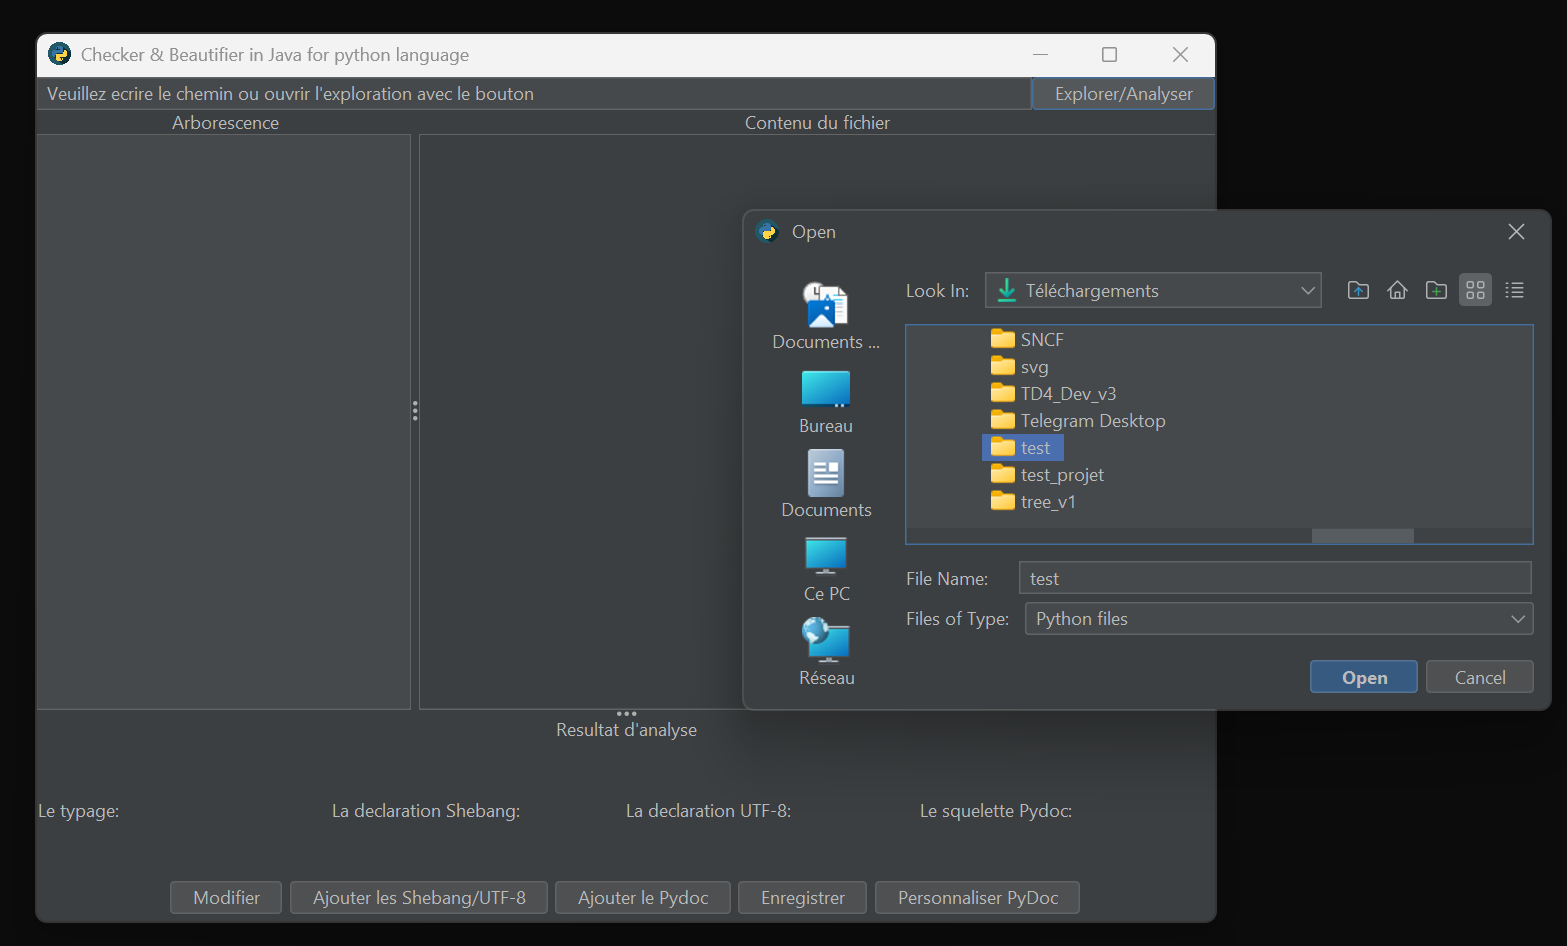 Checker & Beautifier in Java for python language
Veuillez ecrire le chemin ou ouvrir l'exploration avec le bouton
Explorer/Analyser
Arborescence
Contenu du fichier
Open
Look In:
Téléchargements
Documents ...
Bureau
Documents
Ce PC
Réseau
SNCF
svg
TD4_Dev_v3
Telegram Desktop
test
test_projet
tree_v1
File Name:
test
Files of Type:
Python files
Open
Cancel
Resultat d'analyse
Le typage:
La declaration Shebang:
La declaration UTF-8:
Le squelette Pydoc:
Modifier
Ajouter les Shebang/UTF-8
Ajouter le Pydoc
Enregistrer
Personnaliser PyDoc